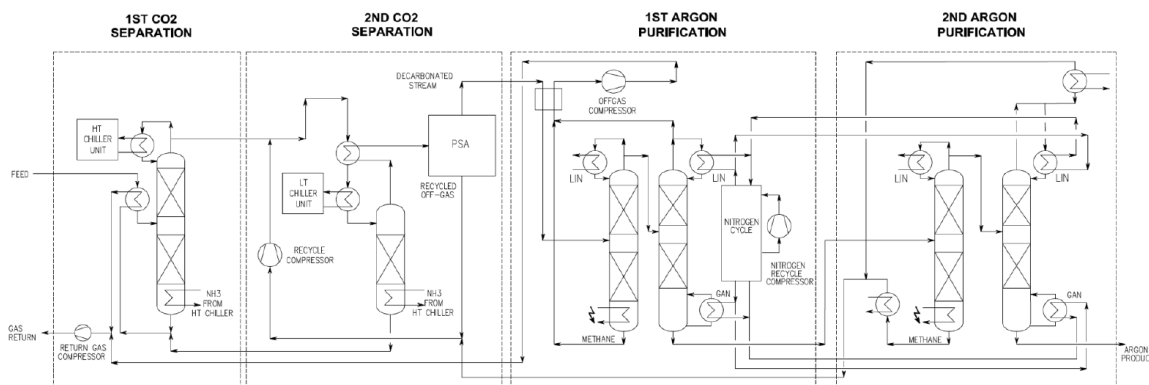 1ST CO2
SEPARATION
2ND CO2
SEPARATION
1ST ARGON
PURIFICATION
2ND ARGON
PURIFICATION
HT
CHILLER
UNIT
FEED
NH3
FROM
HT CHILLER
GAS
RETURN
RETURN GAS
COMPRESSOR
LT
CHILLER
UNIT
RECYCLE
COMPRESSOR
NH3
FROM
HT CHILLER
DECARBONATED
STREAM
PSA
RECYCLED
OFF-GAS
OFFGAS
COMPRESSOR
LIN
LIN
NITROGEN
CYCLE
NITROGEN
RECYCLE
COMPRESSOR
GAN
METHANE
LIN
LIN
GAN
METHANE
ARGON
PRODUC